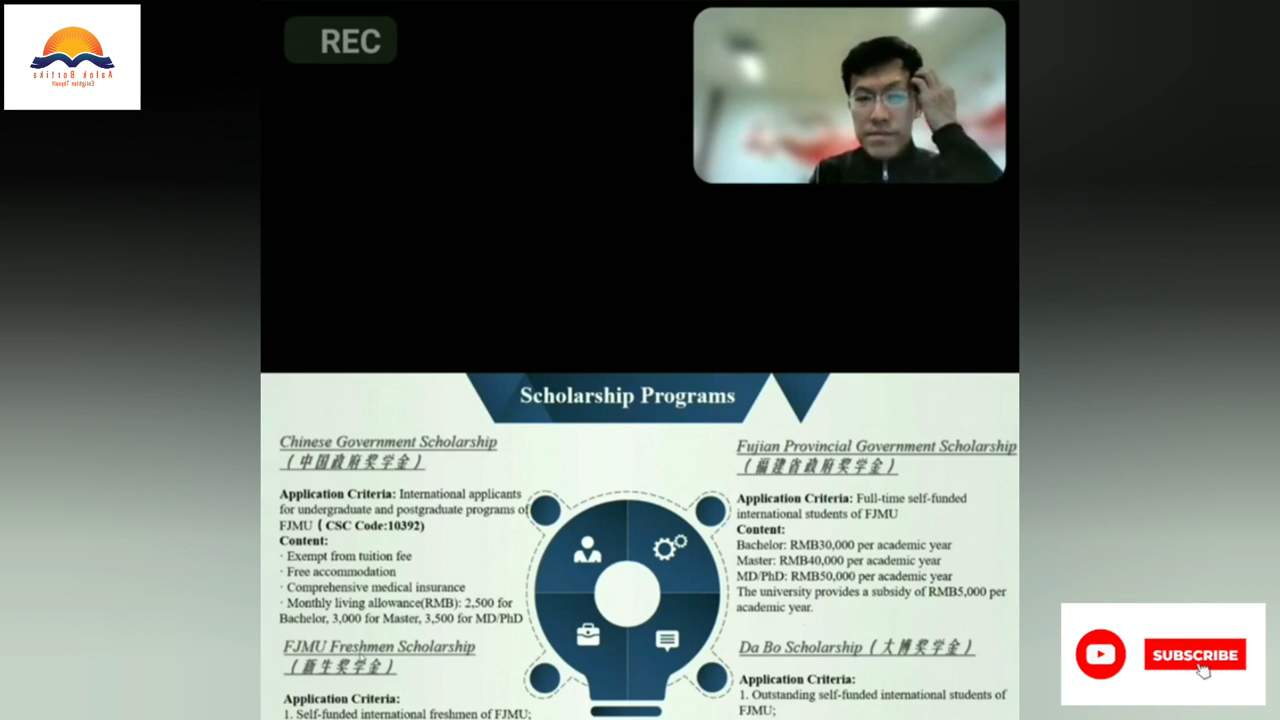 REC
Scholarship Programs
Chinese Government Scholarship
（中国政府奖学金）
Application Criteria: International applicants
for undergraduate and postgraduate programs of
FJMU ( CSC Code:10392)
Content:
· Exempt from tuition fee
· Free accommodation
· Comprehensive medical insurance
· Monthly living allowance(RMB): 2,500 for
Bachelor, 3,000 for Master, 3,500 for MD/PhD
FJMU Freshmen Scholarship
（新生奖学金）
Application Criteria:
1. Self-funded international freshmen of FJMU;
Fujian Provincial Government Scholarship
（福建省政府奖学金）
Application Criteria: Full-time self-funded
international students of FJMU
Content:
Bachelor: RMB30,000 per academic year
Master: RMB40,000 per academic year
MD/PhD: RMB50,000 per academic year
The university provides a subsidy of RMB5,000 per
academic year.
Da Bo Scholarship（大博奖学金）
Application Criteria:
1. Outstanding self-funded international students of
FJMU;
SUBSCRIBE